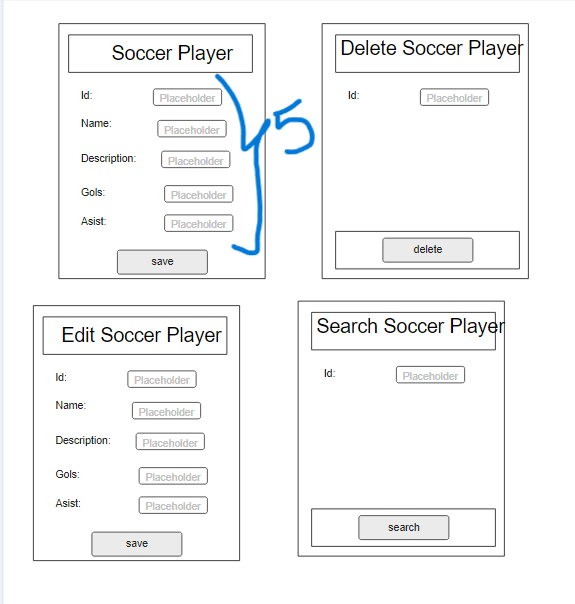 Soccer Player
Id: Placeholder
Name: Placeholder
Description: Placeholder
Gols: Placeholder
Asist: Placeholder
save
5
Delete Soccer Player
Id: Placeholder
delete
Edit Soccer Player
Id: Placeholder
Name: Placeholder
Description: Placeholder
Gols: Placeholder
Asist: Placeholder
save
Search Soccer Player
Id: Placeholder
search